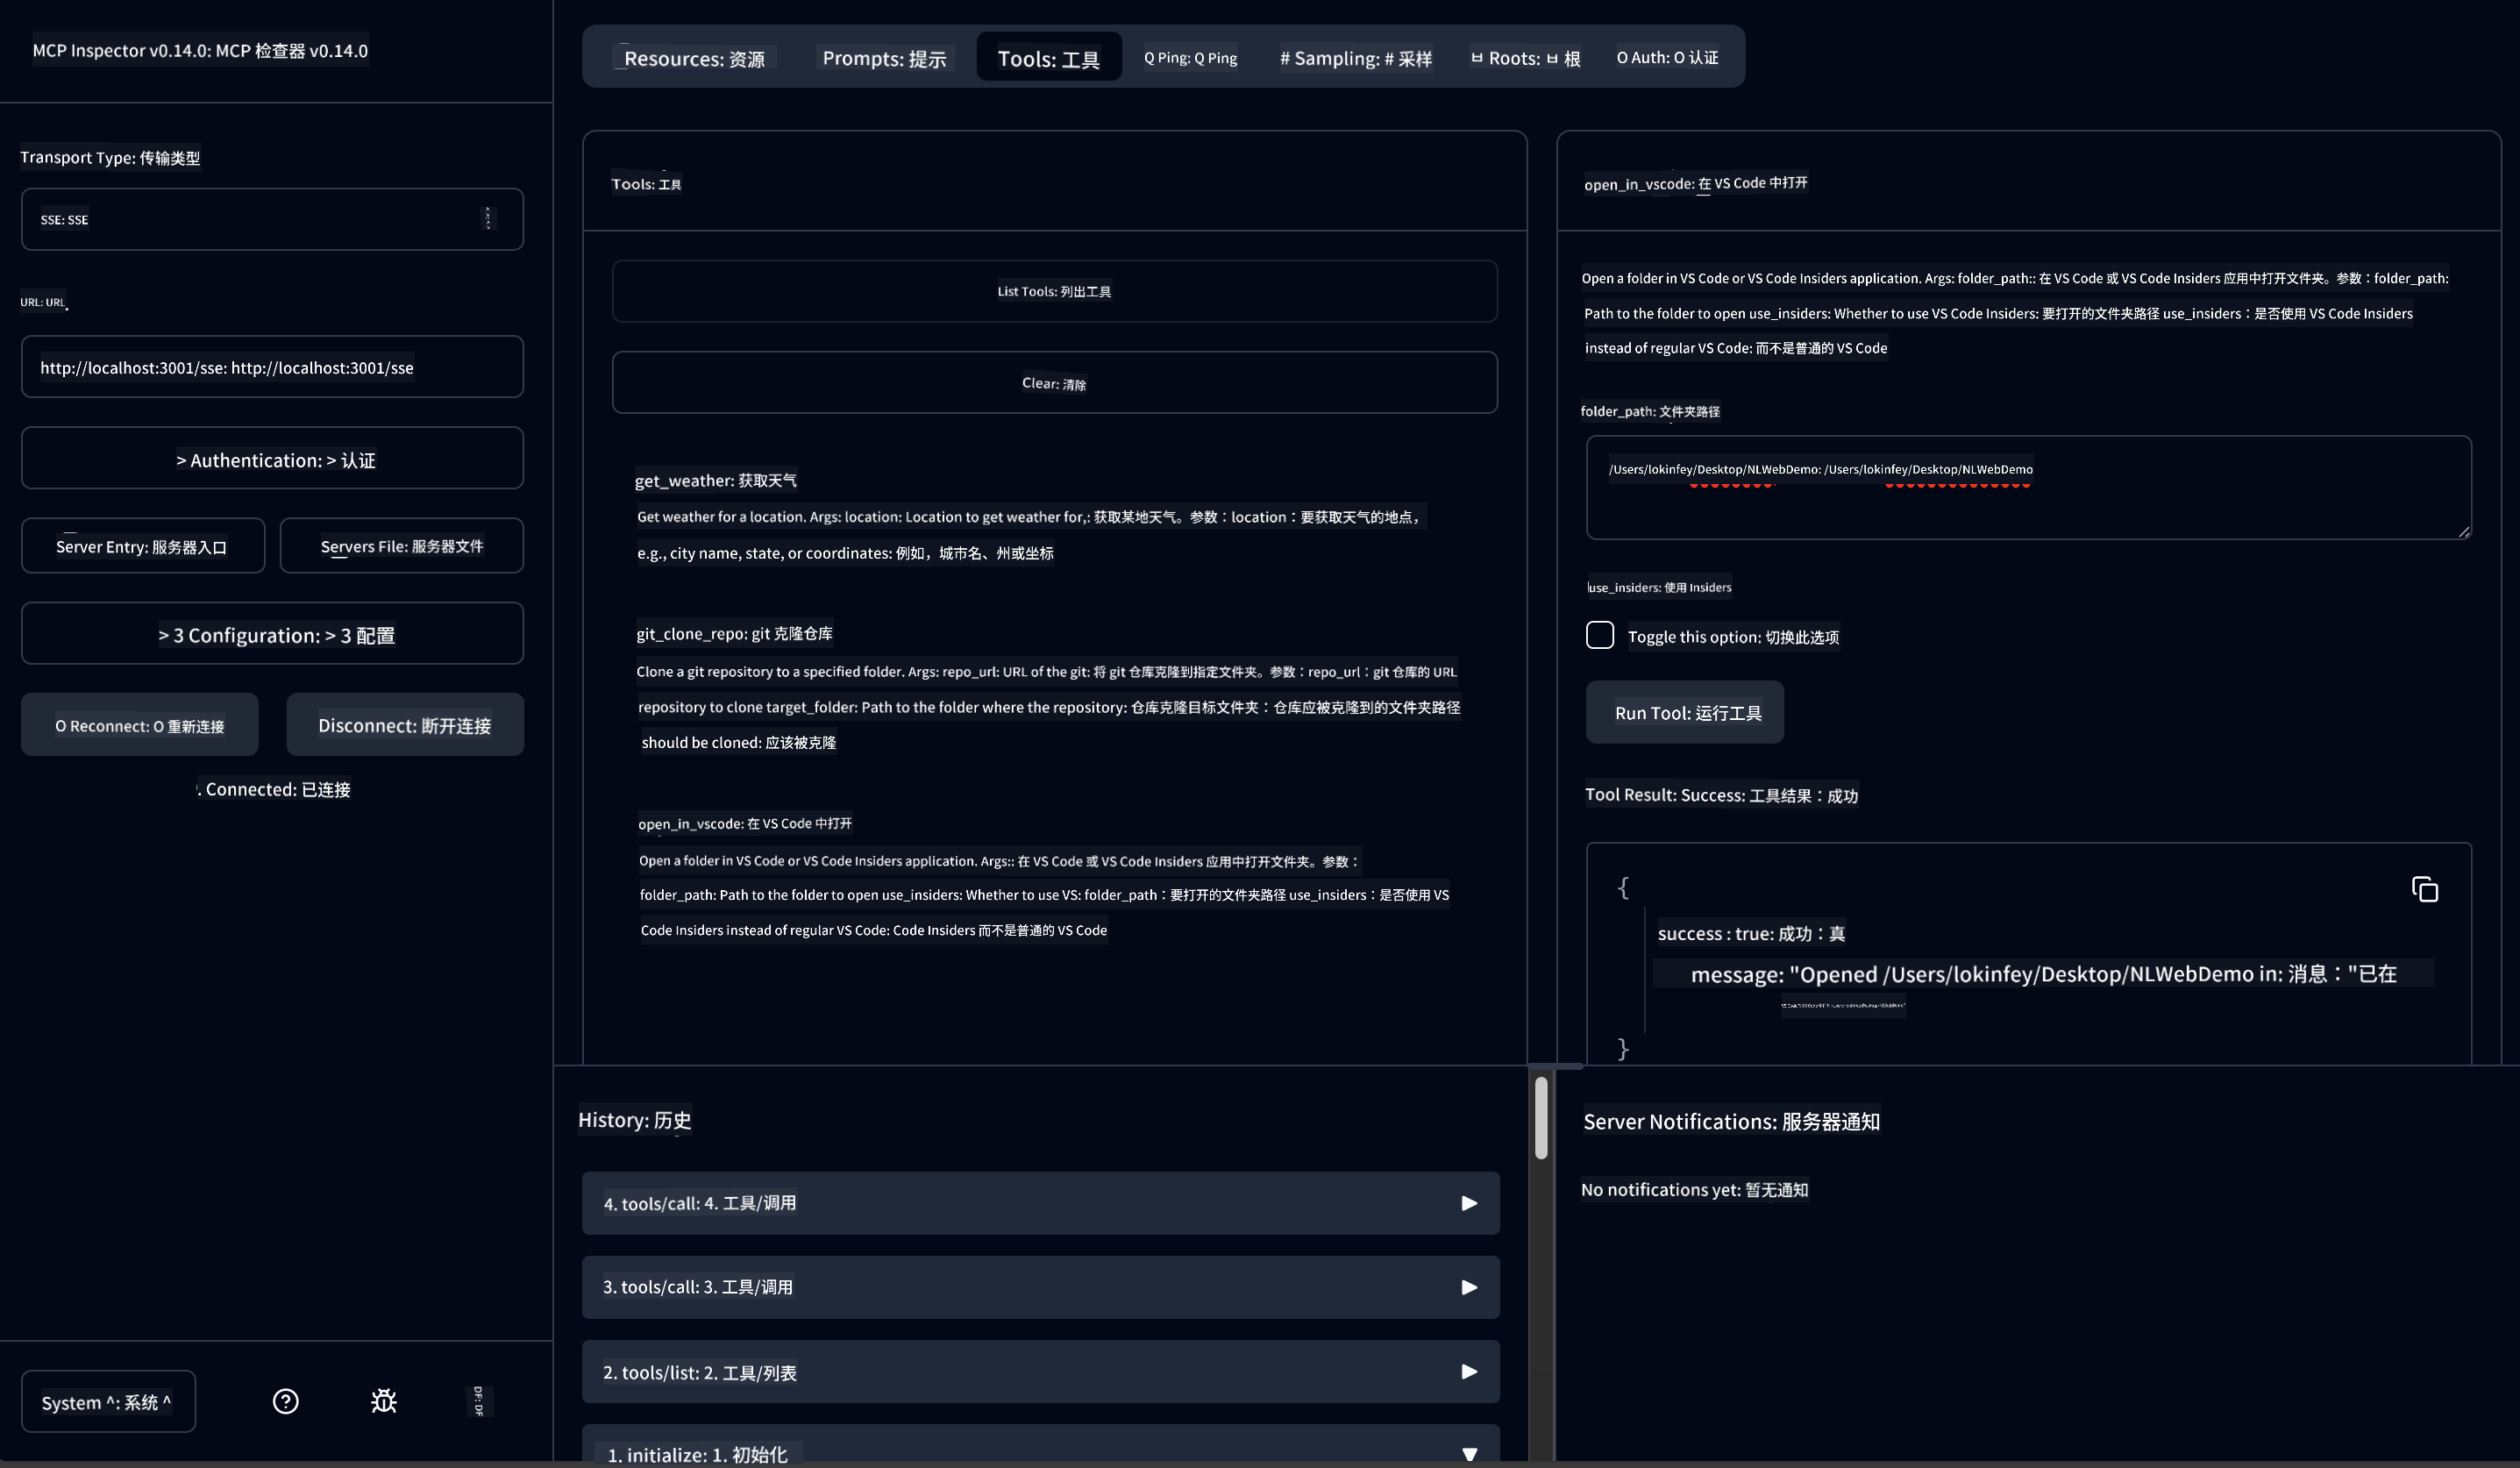 MCP Inspector v0.14.0: MCP 检查器 v0.14.0
Transport Type: 传输类型
SSE: SSE
URL: URL
http://localhost:3001/sse: http://localhost:3001/sse
> Authentication: > 认证
Server Entry: 服务器入口
Servers File: 服务器文件
> 3 Configuration: > 3 配置
O Reconnect: O 重新连接
Disconnect: 断开连接
. Connected: 已连接
System ^: 系统 ^
DF: DF
Resources: 资源
Prompts: 提示
Tools: 工具
Q Ping: Q Ping
# Sampling: # 采样
ㅂ Roots: ㅂ 根
O Auth: O 认证
Tools: 工具
List Tools: 列出工具
Clear: 清除
get_weather: 获取天气
Get weather for a location. Args: location: Location to get weather for,: 获取某地天气。参数：location：要获取天气的地点，
e.g., city name, state, or coordinates: 例如，城市名、州或坐标
git_clone_repo: git 克隆仓库
Clone a git repository to a specified folder. Args: repo_url: URL of the git: 将 git 仓库克隆到指定文件夹。参数：repo_url：git 仓库的 URL
repository to clone target_folder: Path to the folder where the repository: 仓库克隆目标文件夹：仓库应被克隆到的文件夹路径
should be cloned: 应该被克隆
open_in_vscode: 在 VS Code 中打开
Open a folder in VS Code or VS Code Insiders application. Args:: 在 VS Code 或 VS Code Insiders 应用中打开文件夹。参数：
folder_path: Path to the folder to open use_insiders: Whether to use VS: folder_path：要打开的文件夹路径 use_insiders：是否使用 VS
Code Insiders instead of regular VS Code: Code Insiders 而不是普通的 VS Code
open_in_vscode: 在 VS Code 中打开
Open a folder in VS Code or VS Code Insiders application. Args: folder_path:: 在 VS Code 或 VS Code Insiders 应用中打开文件夹。参数：folder_path:
Path to the folder to open use_insiders: Whether to use VS Code Insiders: 要打开的文件夹路径 use_insiders：是否使用 VS Code Insiders
instead of regular VS Code: 而不是普通的 VS Code
folder_path: 文件夹路径
/Users/lokinfey/Desktop/NLWebDemo: /Users/lokinfey/Desktop/NLWebDemo
use_insiders: 使用 Insiders
Toggle this option: 切换此选项
Run Tool: 运行工具
Tool Result: Success: 工具结果：成功
{
success : true: 成功：真
message: "Opened /Users/lokinfey/Desktop/NLWebDemo in: 消息："已在
}
History: 历史
4. tools/call: 4. 工具/调用
3. tools/call: 3. 工具/调用
2. tools/list: 2. 工具/列表
1. initialize: 1. 初始化
Server Notifications: 服务器通知
No notifications yet: 暂无通知